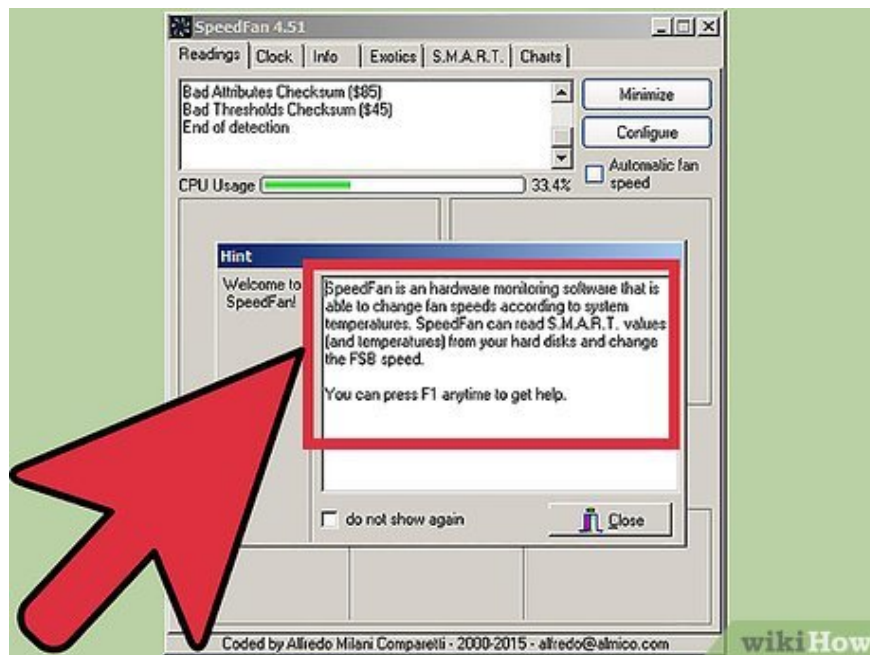 SpeedFan 4.51
Readings Clock Info Exotics S.M.A.R.T. Charts
Bad Attributes Checksum ($85)
Bad Thresholds Checksum ($45)
End of detection
Minimize
Configure
Automatic fan
speed
CPU Usage 33.4%
Hint
Welcome to
SpeedFan!
SpeedFan is an hardware monitoring software that is
able to change fan speeds according to system
temperatures. SpeedFan can read S.M.A.R.T. values
(and temperatures) from your hard disks and change
the FSB speed.
You can press F1 anytime to get help.
do not show again
Close
Coded by Alfredo Milani Comparetti - 2000-2015 - alfredo@almico.com
wikiHow